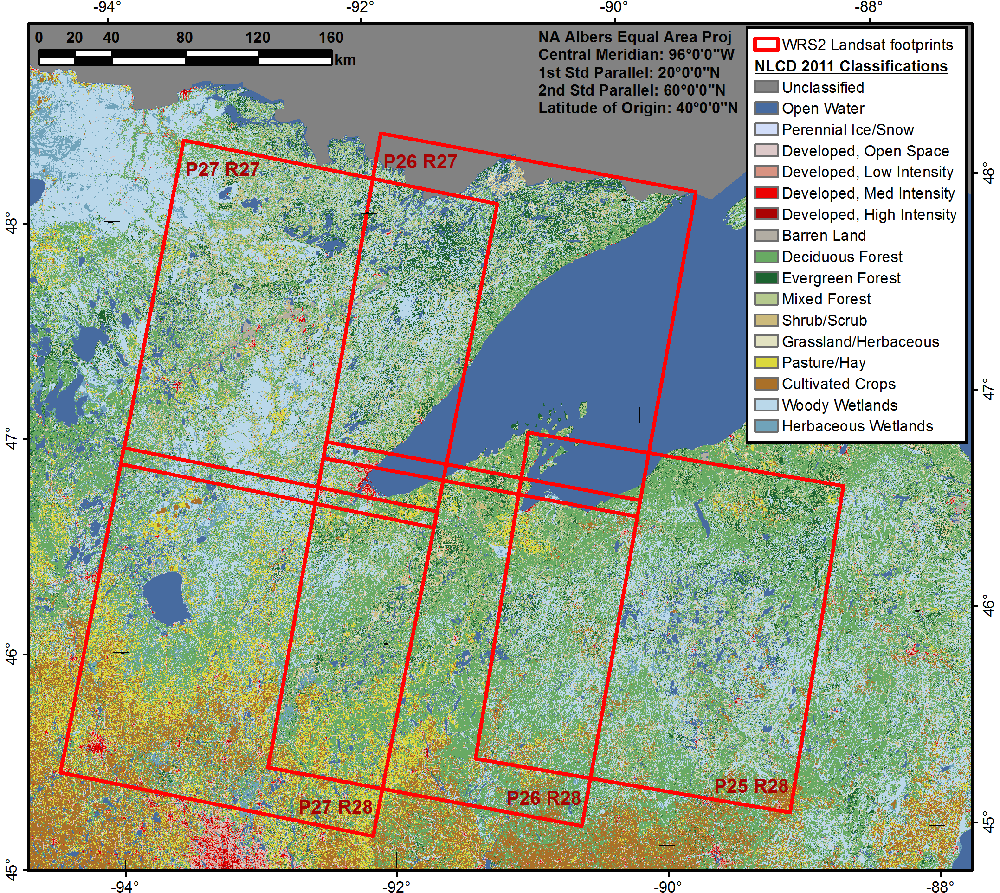 -94° -92° -90° -88°
0 20 40 80 120 160
km
NA Albers Equal Area Proj
Central Meridian: 96°0'0"W
1st Std Parallel: 20°0'0"N
2nd Std Parallel: 60°0'0"N
Latitude of Origin: 40°0'0"N
WRS2 Landsat footprints
NLCD 2011 Classifications
Unclassified
Open Water
Perennial Ice/Snow
Developed, Open Space
Developed, Low Intensity
Developed, Med Intensity
Developed, High Intensity
Barren Land
Deciduous Forest
Evergreen Forest
Mixed Forest
Shrub/Scrub
Grassland/Herbaceous
Pasture/Hay
Cultivated Crops
Woody Wetlands
Herbaceous Wetlands
P27 R27
P26 R27
P27 R28
P26 R28
P25 R28
48°
47°
46°
45°
48°
47°
46°
45°
-94° -92° -90° -88°